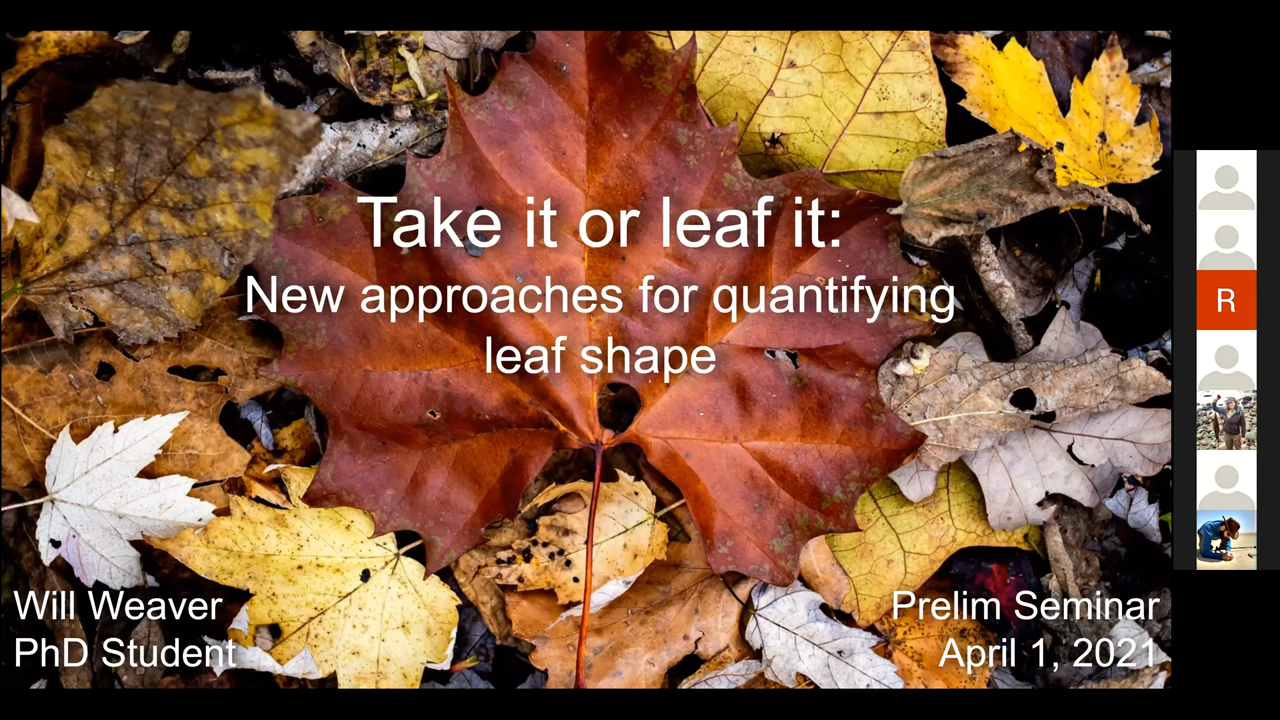 Take it or leaf it:
New approaches for quantifying
leaf shape
Will Weaver
PhD Student
Prelim Seminar
April 1, 2021
R